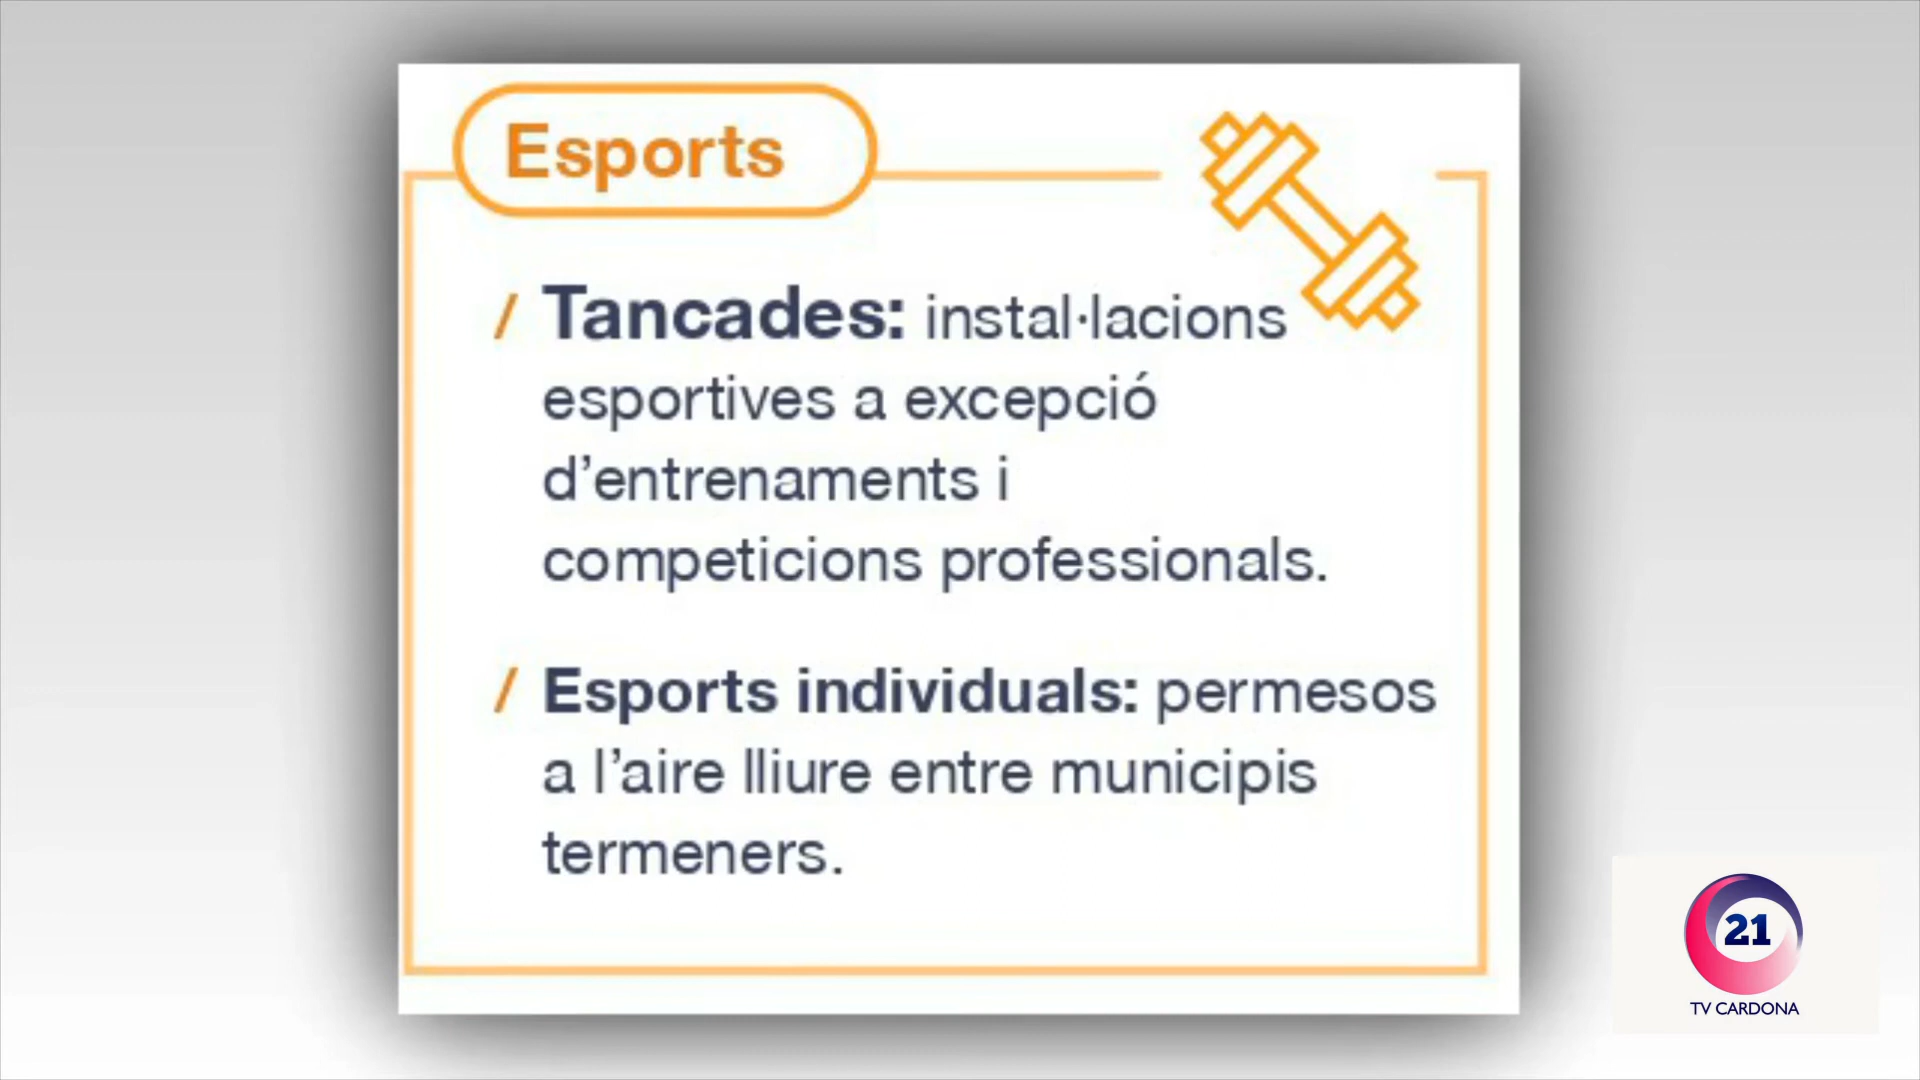 Esports
/ Tancades: instal·lacions
esportives a excepció
d’entrenaments i
competicions professionals.
/ Esports individuals: permesos
a l’aire lliure entre municipis
termeners.
21
TV CARDONA